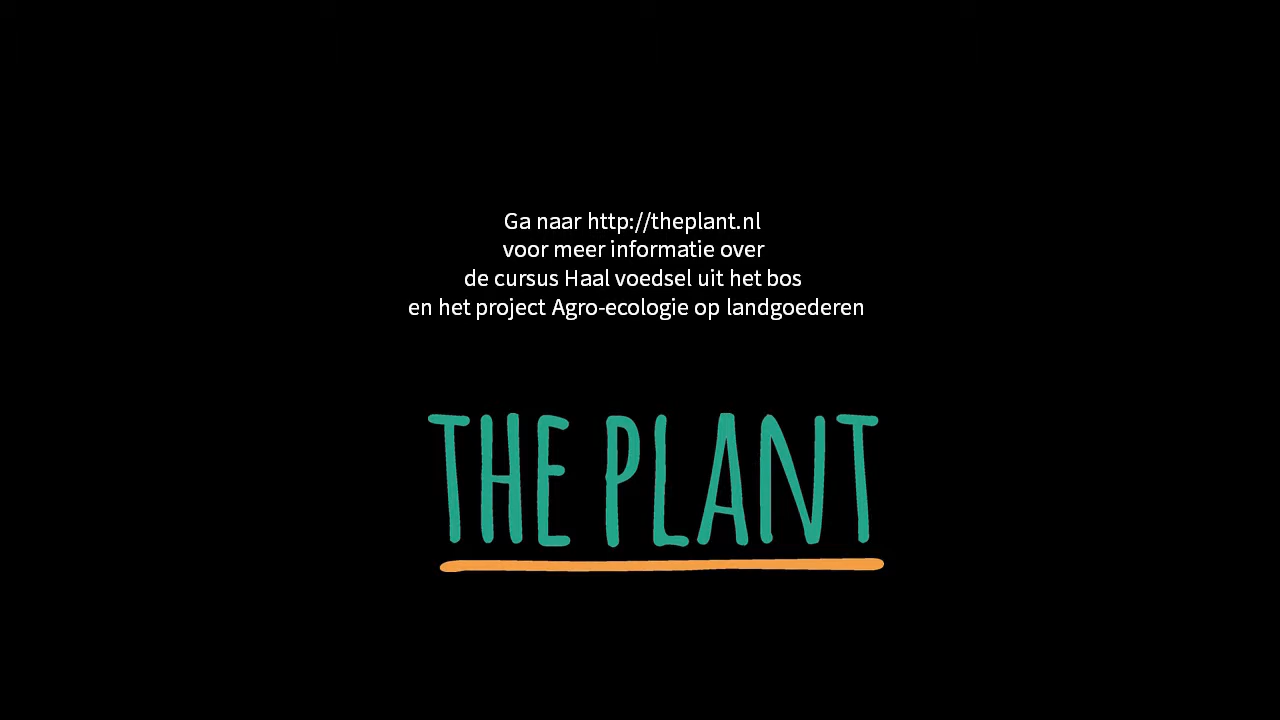 Ga naar http://theplant.nl
voor meer informatie over
de cursus Haal voedsel uit het bos
en het project Agro-ecologie op landgoederen
THE PLANT